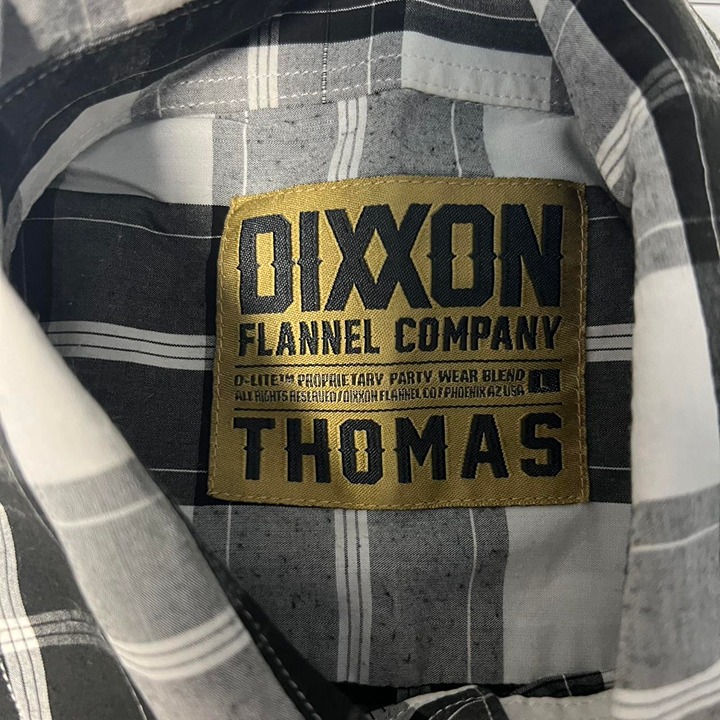 DIXXON
FLANNEL COMPANY
D-LITE™ PROPRIETARY PARTY WEAR BLEND L
ALL RIGHTS RESERVED/DIXXON FLANNEL CO/PHOENIX AZ USA
THOMAS